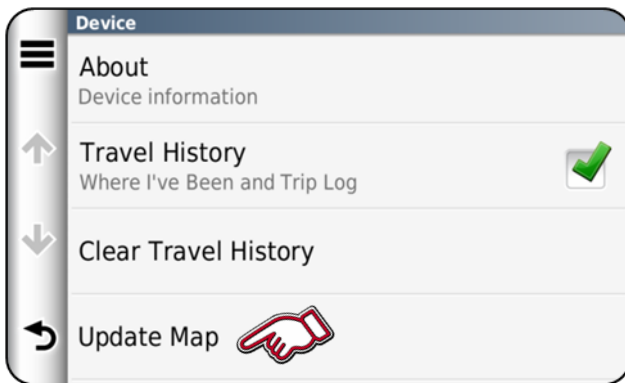 Device
About
Device information
Travel History
Where I've Been and Trip Log
Clear Travel History
Update Map